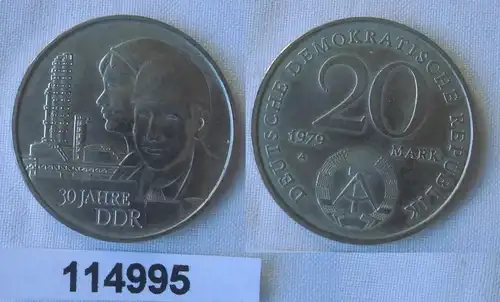 30 JAHRE
DDR
DEUTSCHE DEMOKRATISCHE REPUBLIK
20
1979
A
MARK
114995